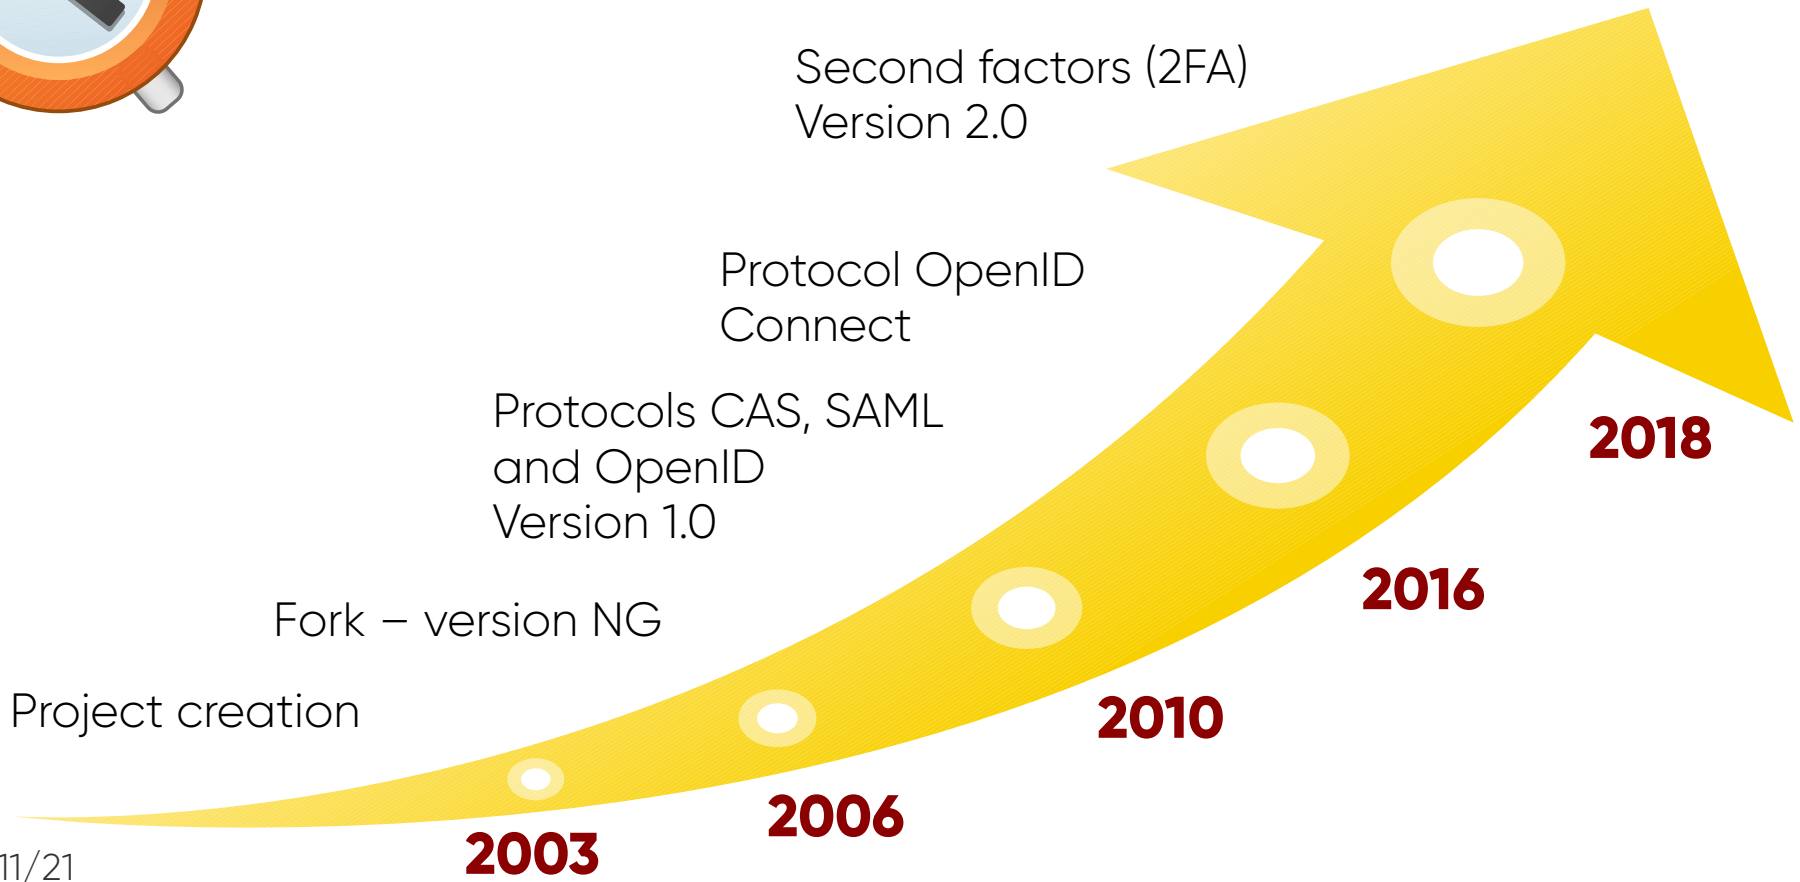 Second factors (2FA)
Version 2.0
Protocol OpenID
Connect
Protocols CAS, SAML
and OpenID
Version 1.0
Fork – version NG
Project creation
2018
2016
2010
2006
2003
11/21